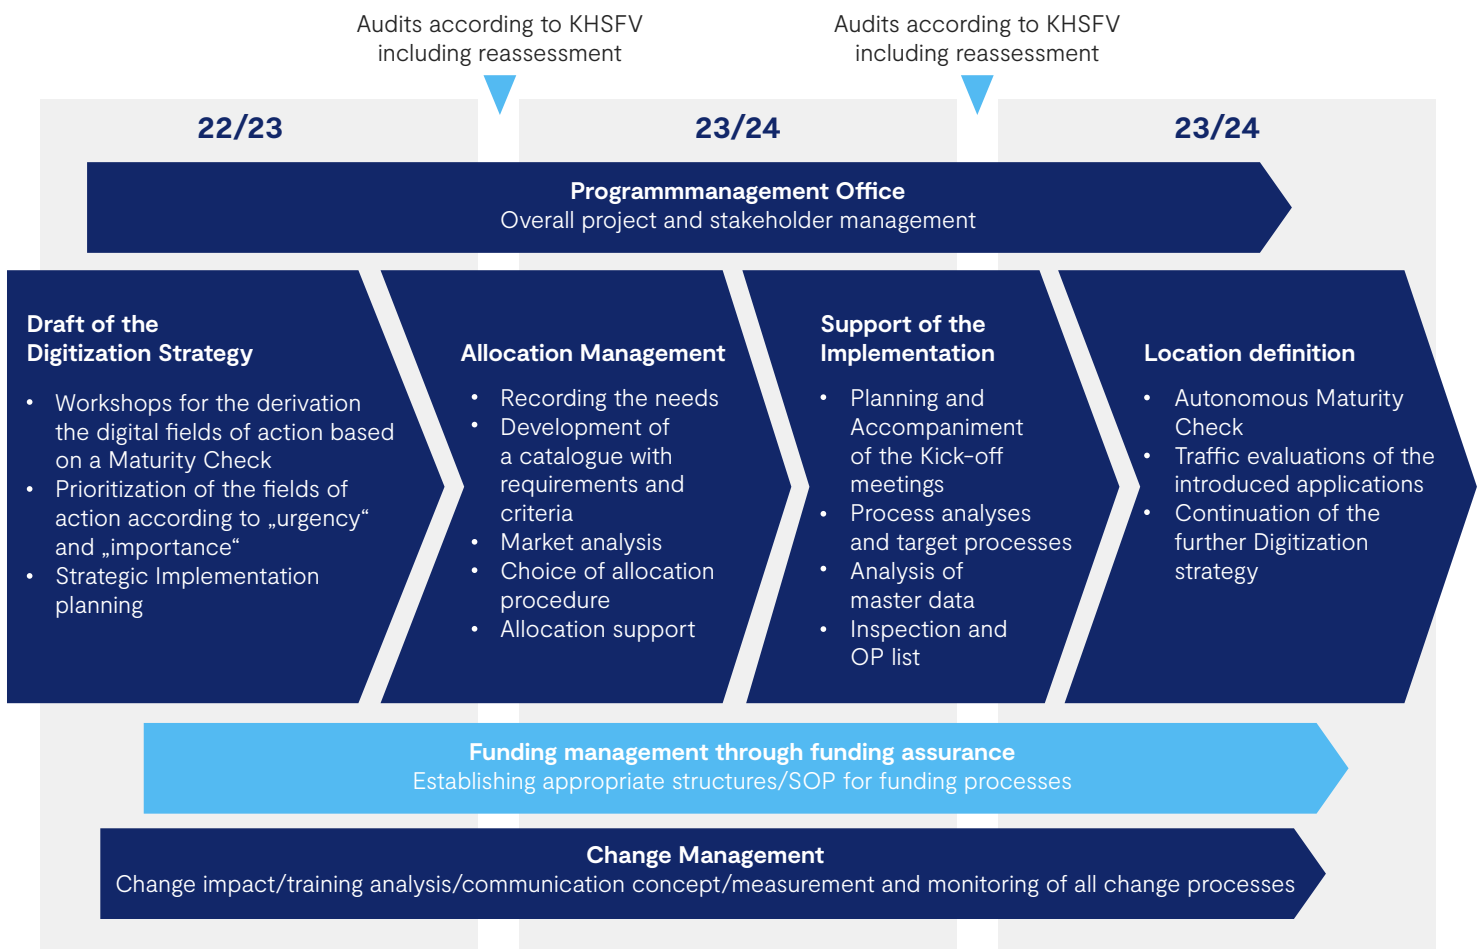 Audits according to KHSFV
including reassessment
Audits according to KHSFV
including reassessment
22/23
23/24
23/24
Programmmanagement Office
Overall project and stakeholder management
Draft of the
Digitization Strategy
• Workshops for the derivation
the digital fields of action based
on a Maturity Check
• Prioritization of the fields of
action according to „urgency“
and „importance“
• Strategic Implementation
planning
Allocation Management
• Recording the needs
• Development of
a catalogue with
requirements and
criteria
• Market analysis
• Choice of allocation
procedure
• Allocation support
Support of the
Implementation
• Planning and
Accompaniment
of the Kick-off
meetings
• Process analyses
and target processes
• Analysis of
master data
• Inspection and
OP list
Location definition
• Autonomous Maturity
Check
• Traffic evaluations of the
introduced applications
• Continuation of the
further Digitization
strategy
Funding management through funding assurance
Establishing appropriate structures/SOP for funding processes
Change Management
Change impact/training analysis/communication concept/measurement and monitoring of all change processes